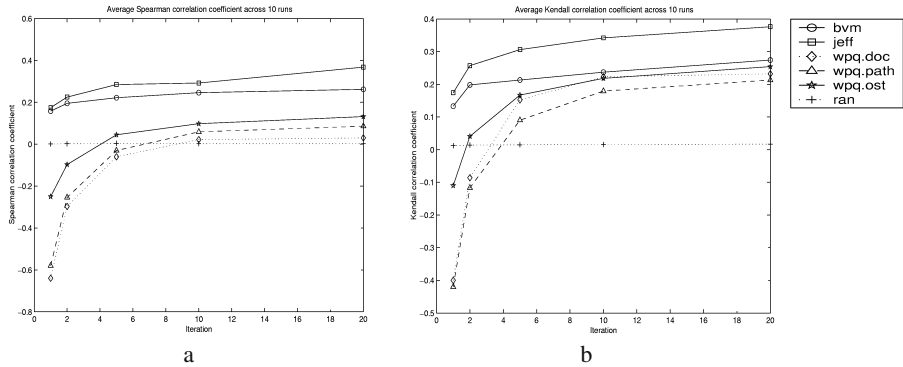 Average Spearman correlation coefficient across 10 runs
Spearman correlation coefficient
0.6
0.4
0.2
0
−0.2
−0.4
−0.6
−0.8
0 2 4 6 8 10 12 14 16 18 20
Iteration
a
Average Kendall correlation coefficient across 10 runs
Kendall correlation coefficient
0.4
0.3
0.2
0.1
0
−0.1
−0.2
−0.3
−0.4
−0.5
0 2 4 6 8 10 12 14 16 18 20
Iteration
b
bvm
jeff
wpq.doc
wpq.path
wpq.ost
ran